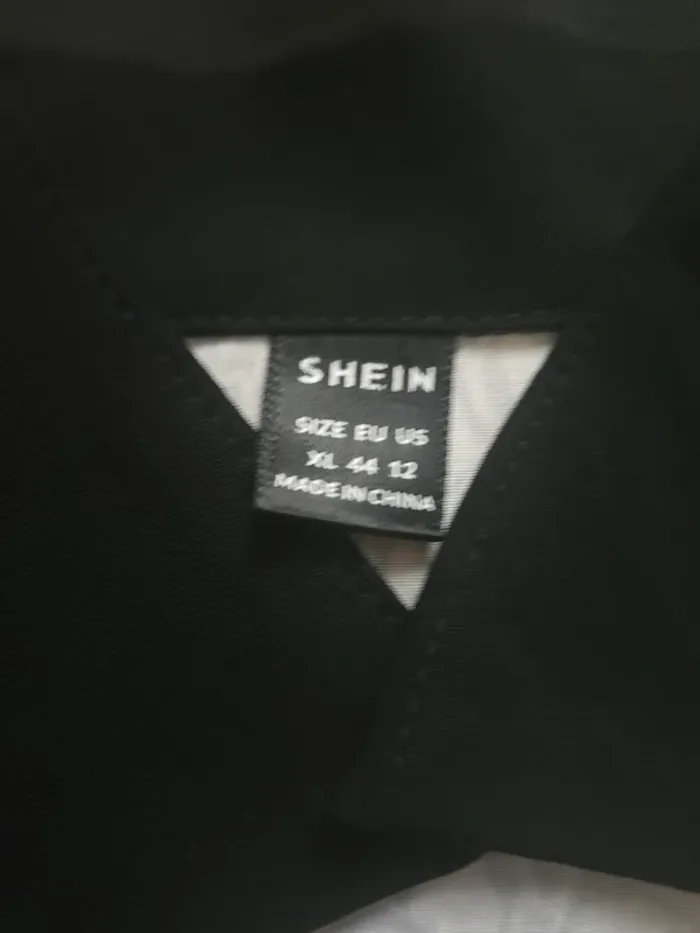 SHEIN
SIZE EU US
XL 44 12
MADE IN CHINA